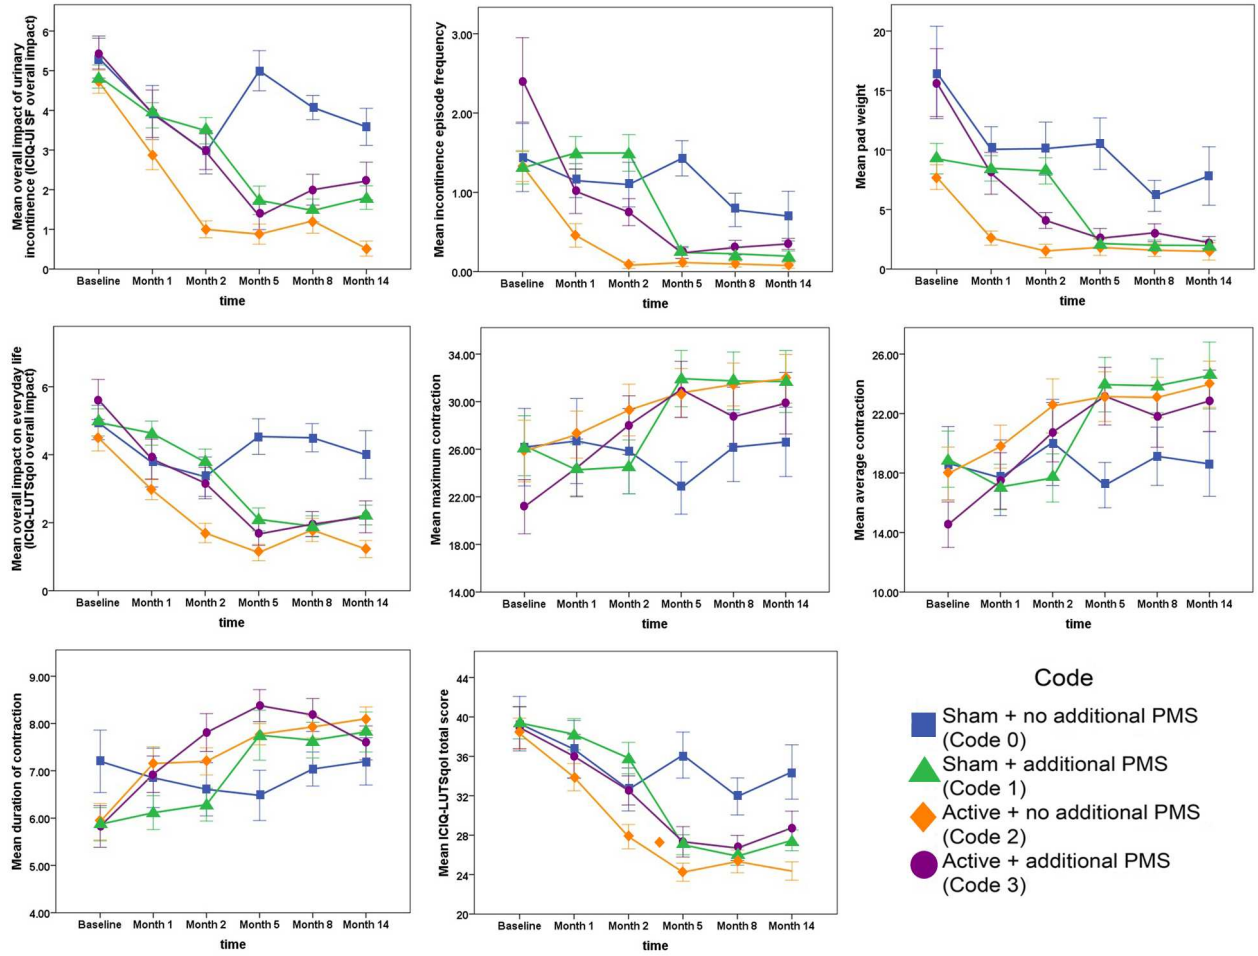 Mean overall impact of urinary
incontinence (ICIQ-UI SF overall impact)
6
5
4
3
2
1
0
Baseline Month 1 Month 2 Month 5 Month 8 Month 14
time
Mean incontinence episode frequency
3.00
2.00
1.00
0.00
Baseline Month 1 Month 2 Month 5 Month 8 Month 14
time
Mean pad weight
20
15
10
5
0
Baseline Month 1 Month 2 Month 5 Month 8 Month 14
time
Mean overall impact on everyday life
(ICIQ-LUTSqol overall impact)
6
4
2
0
Baseline Month 1 Month 2 Month 5 Month 8 Month 14
time
Mean maximum contraction
34.00
30.00
26.00
22.00
18.00
14.00
Baseline Month 1 Month 2 Month 5 Month 8 Month 14
time
Mean average contraction
26.00
22.00
18.00
14.00
10.00
Baseline Month 1 Month 2 Month 5 Month 8 Month 14
time
Mean duration of contraction
9.00
8.00
7.00
6.00
5.00
4.00
Baseline Month 1 Month 2 Month 5 Month 8 Month 14
time
Mean ICIQ-LUTSqol total score
44
40
36
32
28
24
20
Baseline Month 1 Month 2 Month 5 Month 8 Month 14
time
Code
Sham + no additional PMS
(Code 0)
Sham + additional PMS
(Code 1)
Active + no additional PMS
(Code 2)
Active + additional PMS
(Code 3)